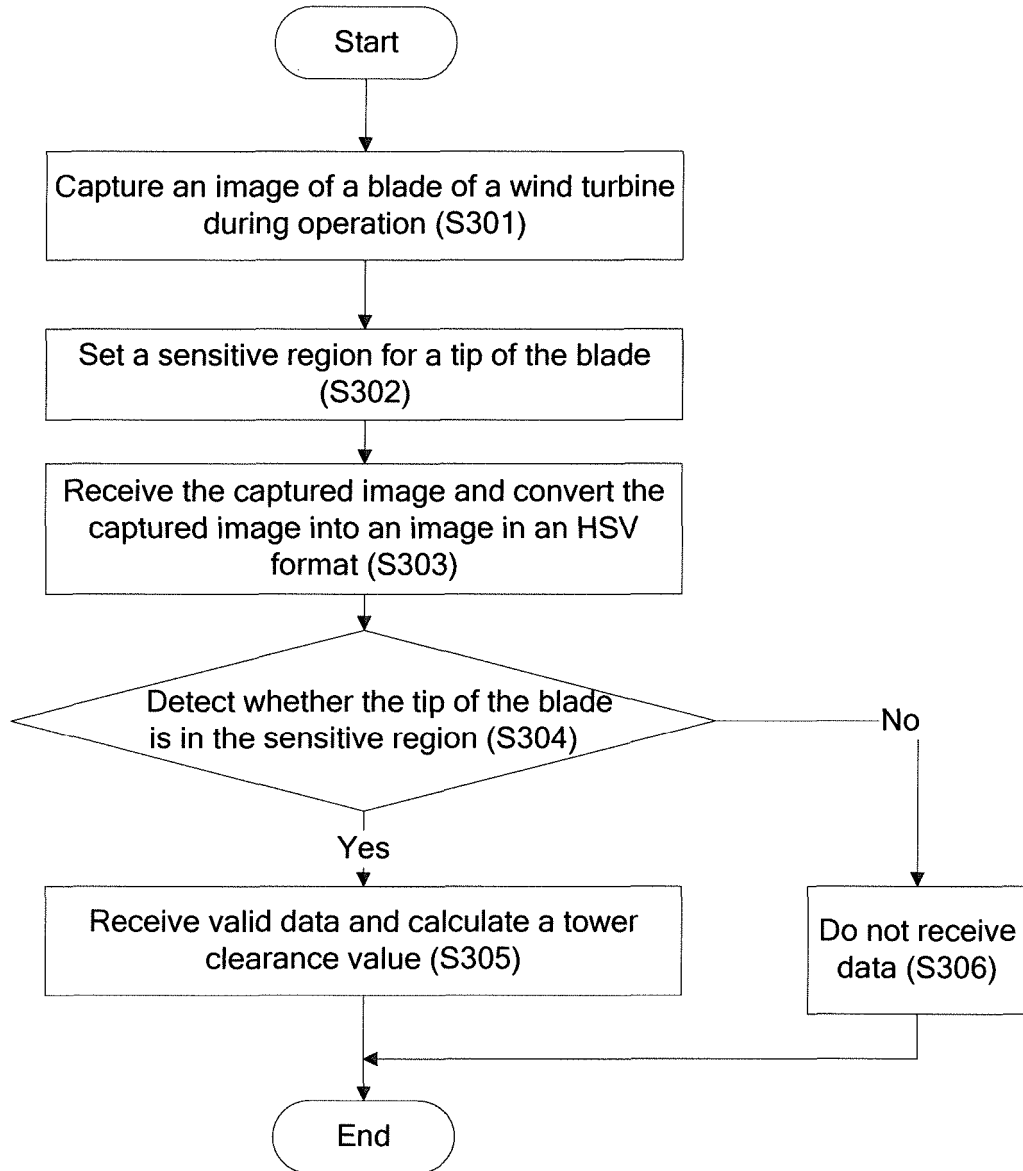 Start
Capture an image of a blade of a wind turbine
during operation (S301)
Set a sensitive region for a tip of the blade
(S302)
Receive the captured image and convert the
captured image into an image in an HSV
format (S303)
Detect whether the tip of the blade
is in the sensitive region (S304)
No
Yes
Receive valid data and calculate a tower
clearance value (S305)
Do not receive
data (S306)
End